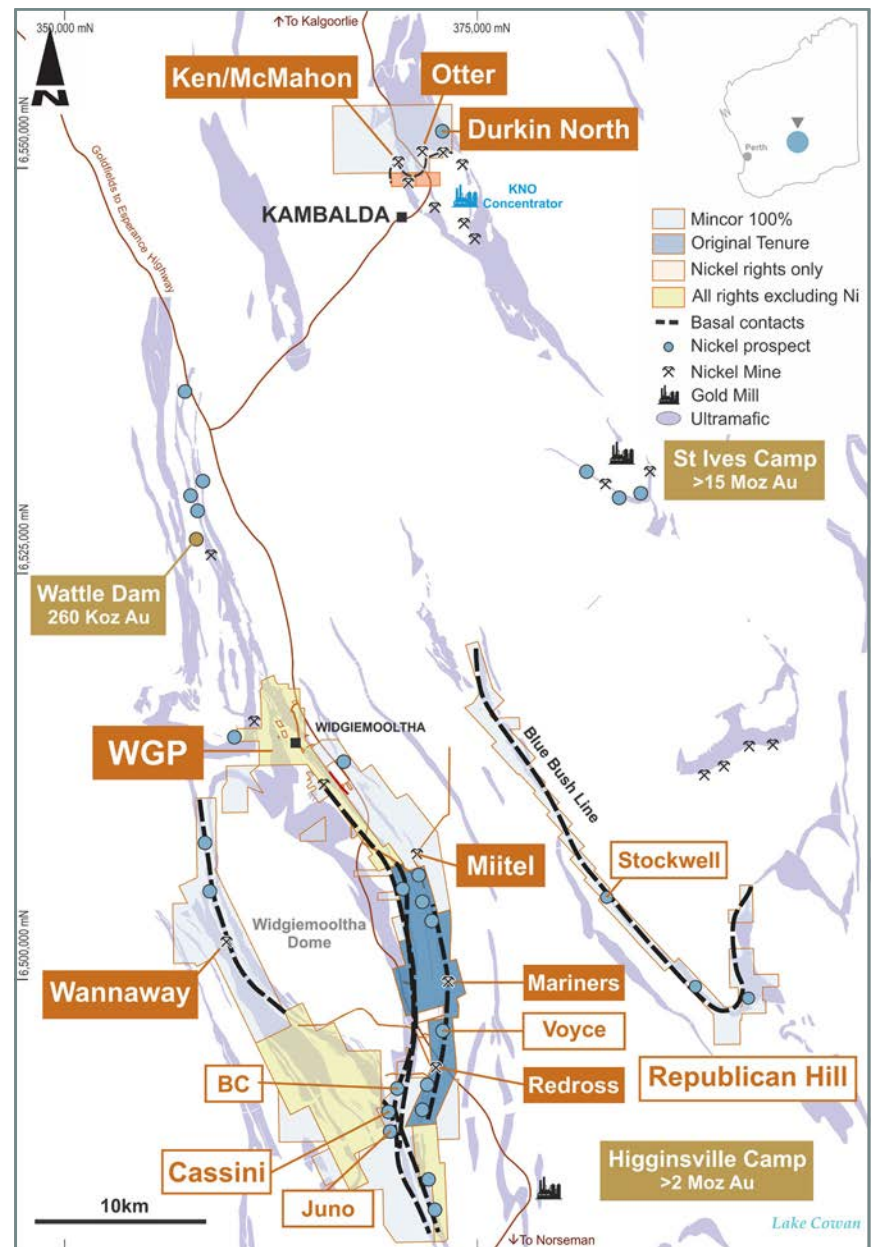 350,000 mN
↑To Kalgoorlie
375,000 mN
Ken/McMahon
Otter
Durkin North
N
6,550,000 mN
Goldfields to Esperance Highway
KNO
Concentrator
KAMBALDA
Perth
Mincor 100%
Original Tenure
Nickel rights only
All rights excluding Ni
Basal contacts
Nickel prospect
Nickel Mine
Gold Mill
Ultramafic
St Ives Camp
>15 Moz Au
6,525,000 mN
Wattle Dam
260 Koz Au
WGP
WIDGIEMOOLTHA
Blue Bush Line
Miitel
Stockwell
Widgiemooltha
Dome
6,500,000 mN
Wannaway
Mariners
Voyce
BC
Redross
Republican Hill
Cassini
Juno
Higginsville Camp
>2 Moz Au
10km
Lake Cowan
↓To Norseman